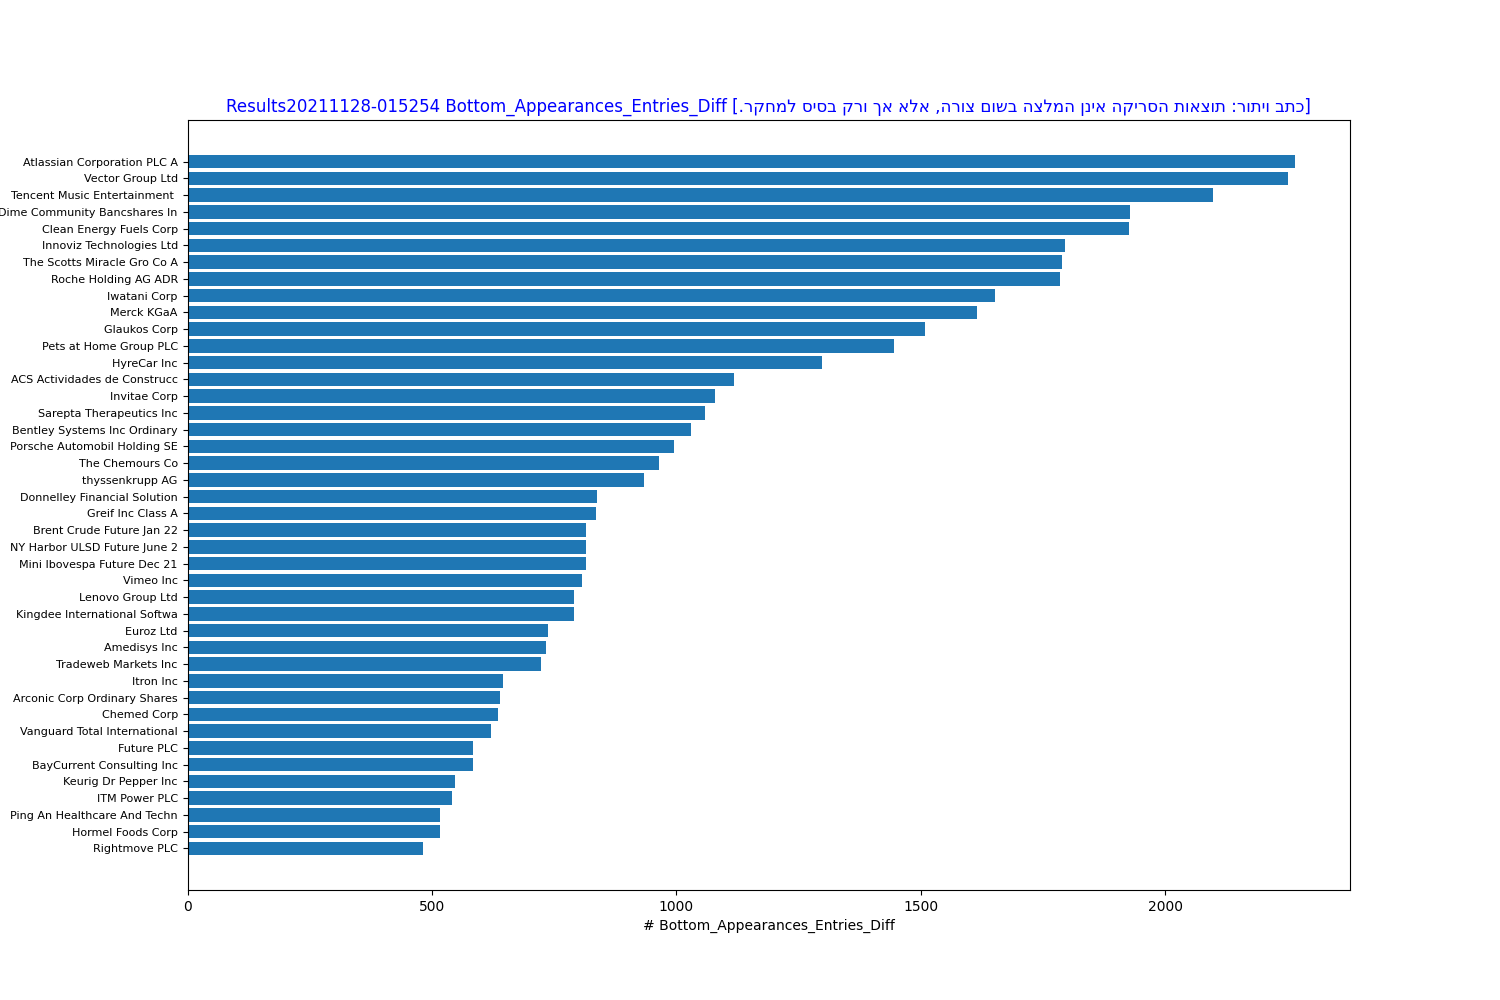 Results20211128-015254 Bottom_Appearances_Entries_Diff [כתב ויתור: תוצאות הסריקה אינן המלצה בשום צורה, אלא אך ורק בסיס למחקר.]
Atlassian Corporation PLC A
Vector Group Ltd
Tencent Music Entertainment
Dime Community Bancshares In
Clean Energy Fuels Corp
Innoviz Technologies Ltd
The Scotts Miracle Gro Co A
Roche Holding AG ADR
Iwatani Corp
Merck KGaA
Glaukos Corp
Pets at Home Group PLC
HyreCar Inc
ACS Actividades de Construcc
Invitae Corp
Sarepta Therapeutics Inc
Bentley Systems Inc Ordinary
Porsche Automobil Holding SE
The Chemours Co
thyssenkrupp AG
Donnelley Financial Solution
Greif Inc Class A
Brent Crude Future Jan 22
NY Harbor ULSD Future June 2
Mini Ibovespa Future Dec 21
Vimeo Inc
Lenovo Group Ltd
Kingdee International Softwa
Euroz Ltd
Amedisys Inc
Tradeweb Markets Inc
Itron Inc
Arconic Corp Ordinary Shares
Chemed Corp
Vanguard Total International
Future PLC
BayCurrent Consulting Inc
Keurig Dr Pepper Inc
ITM Power PLC
Ping An Healthcare And Techn
Hormel Foods Corp
Rightmove PLC
0 500 1000 1500 2000
# Bottom_Appearances_Entries_Diff